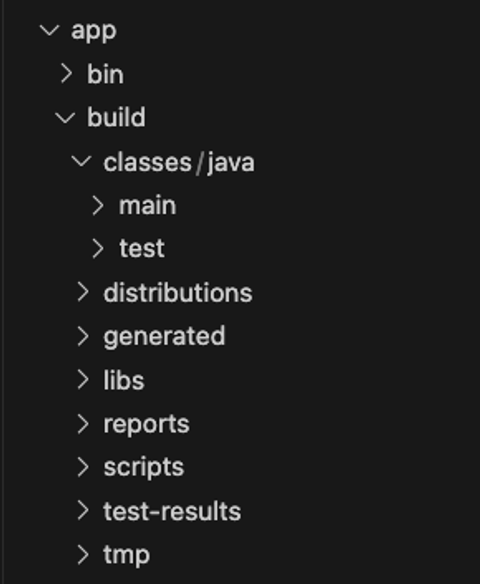 app
bin
build
classes/java
main
test
distributions
generated
libs
reports
scripts
test-results
tmp